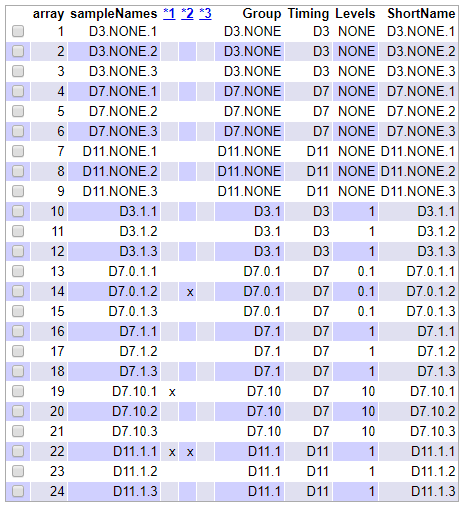 array sampleNames *1 *2 *3 Group Timing Levels ShortName
1 D3.NONE.1 D3.NONE D3 NONE D3.NONE.1
2 D3.NONE.2 D3.NONE D3 NONE D3.NONE.2
3 D3.NONE.3 D3.NONE D3 NONE D3.NONE.3
4 D7.NONE.1 D7.NONE D7 NONE D7.NONE.1
5 D7.NONE.2 D7.NONE D7 NONE D7.NONE.2
6 D7.NONE.3 D7.NONE D7 NONE D7.NONE.3
7 D11.NONE.1 D11.NONE D11 NONE D11.NONE.1
8 D11.NONE.2 D11.NONE D11 NONE D11.NONE.2
9 D11.NONE.3 D11.NONE D11 NONE D11.NONE.3
10 D3.1.1 D3.1 D3 1 D3.1.1
11 D3.1.2 D3.1 D3 1 D3.1.2
12 D3.1.3 D3.1 D3 1 D3.1.3
13 D7.0.1.1 D7.0.1 D7 0.1 D7.0.1.1
14 D7.0.1.2 x D7.0.1 D7 0.1 D7.0.1.2
15 D7.0.1.3 D7.0.1 D7 0.1 D7.0.1.3
16 D7.1.1 D7.1 D7 1 D7.1.1
17 D7.1.2 D7.1 D7 1 D7.1.2
18 D7.1.3 D7.1 D7 1 D7.1.3
19 D7.10.1 x D7.10 D7 10 D7.10.1
20 D7.10.2 D7.10 D7 10 D7.10.2
21 D7.10.3 D7.10 D7 10 D7.10.3
22 D11.1.1 x x D11.1 D11 1 D11.1.1
23 D11.1.2 D11.1 D11 1 D11.1.2
24 D11.1.3 D11.1 D11 1 D11.1.3